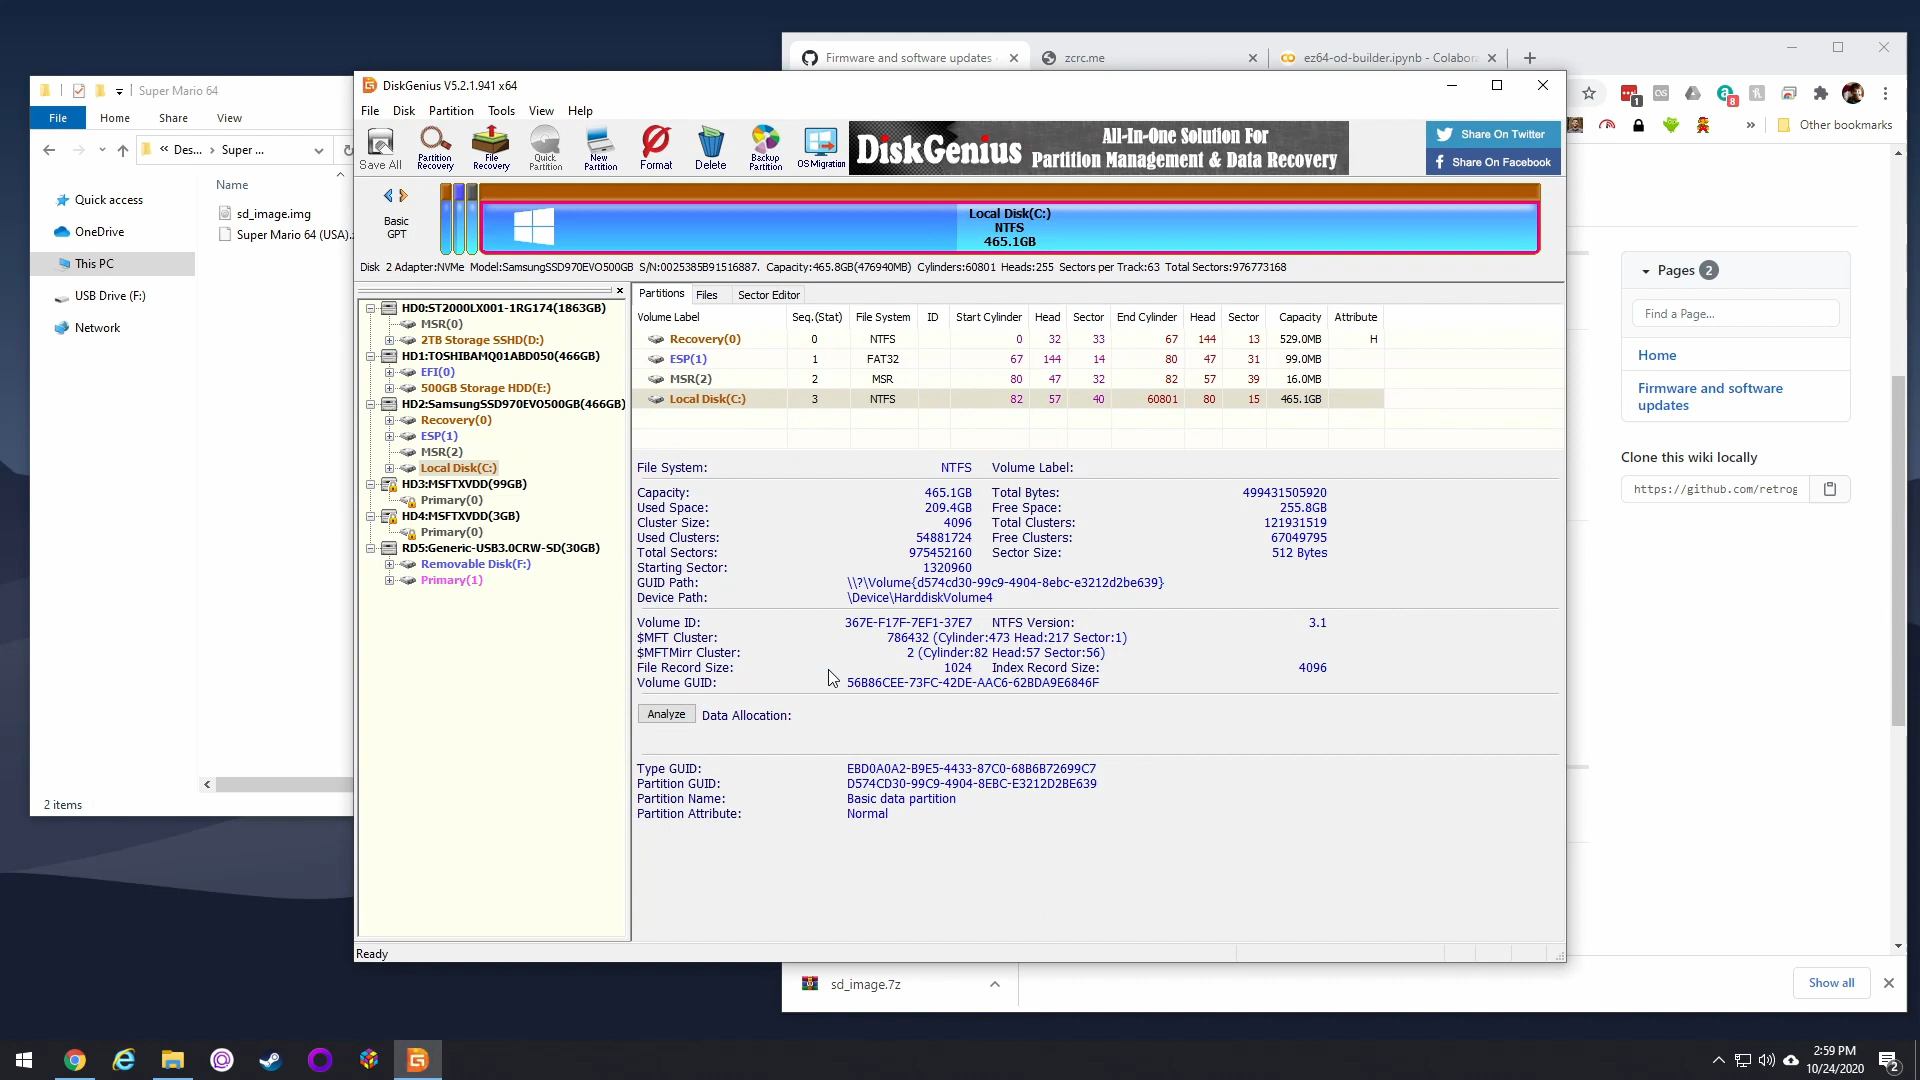 Firmware and software updates
zcrc.me
ez64-od-builder.ipynb - Colabor
Super Mario 64
File
Home
Share
View
« Des... › Super ...
Quick access
OneDrive
This PC
USB Drive (F:)
Network
Name
sd_image.img
Super Mario 64 (USA).
2 items
DiskGenius V5.2.1.941 x64
File
Disk
Partition
Tools
View
Help
Save All
Partition Recovery
File Recovery
Quick Partition
New Partition
Format
Delete
Backup Partition
OS Migration
DiskGenius
All-In-One Solution For
Partition Management & Data Recovery
Share On Twitter
Share On Facebook
Basic
GPT
Local Disk(C:)
NTFS
465.1GB
Disk 2 Adapter:NVMe Model:SamsungSSD970EVO500GB S/N:0025385B91516887. Capacity:465.8GB(476940MB) Cylinders:60801 Heads:255 Sectors per Track:63 Total Sectors:976773168
HD0:ST2000LX001-1RG174(1863GB)
MSR(0)
2TB Storage SSHD(D:)
HD1:TOSHIBAMQ01ABD050(466GB)
EFI(0)
500GB Storage HDD(E:)
HD2:SamsungSSD970EVO500GB(466GB)
Recovery(0)
ESP(1)
MSR(2)
Local Disk(C:)
HD3:MSFTXVDD(99GB)
Primary(0)
HD4:MSFTXVDD(3GB)
Primary(0)
RD5:Generic-USB3.0CRW-SD(30GB)
Removable Disk(F:)
Primary(1)
Partitions
Files
Sector Editor
Volume Label Seq.(Stat) File System ID Start Cylinder Head Sector End Cylinder Head Sector Capacity Attribute
Recovery(0) 0 NTFS 0 32 33 67 144 13 529.0MB H
ESP(1) 1 FAT32 67 144 14 80 47 31 99.0MB
MSR(2) 2 MSR 80 47 32 82 57 39 16.0MB
Local Disk(C:) 3 NTFS 82 57 40 60801 80 15 465.1GB
File System: NTFS Volume Label:
Capacity: 465.1GB Total Bytes: 499431505920
Used Space: 209.4GB Free Space: 255.8GB
Cluster Size: 4096 Total Clusters: 121931519
Used Clusters: 54881724 Free Clusters: 67049795
Total Sectors: 975452160 Sector Size: 512 Bytes
Starting Sector: 1320960
GUID Path: \\?\Volume{d574cd30-99c9-4904-8ebc-e3212d2be639}
Device Path: \Device\HarddiskVolume4
Volume ID: 367E-F17F-7EF1-37E7 NTFS Version: 3.1
$MFT Cluster: 786432 (Cylinder:473 Head:217 Sector:1)
$MFTMirr Cluster: 2 (Cylinder:82 Head:57 Sector:56)
File Record Size: 1024 Index Record Size: 4096
Volume GUID: 56B86CEE-73FC-42DE-AAC6-62BDA9E6846F
Analyze Data Allocation:
Type GUID: EBD0A0A2-B9E5-4433-87C0-68B6B72699C7
Partition GUID: D574CD30-99C9-4904-8EBC-E3212D2BE639
Partition Name: Basic data partition
Partition Attribute: Normal
Ready
1
8
Other bookmarks
Pages 2
Find a Page...
Home
Firmware and software
updates
Clone this wiki locally
https://github.com/retrog
sd_image.7z
Show all
2:59 PM
10/24/2020
2